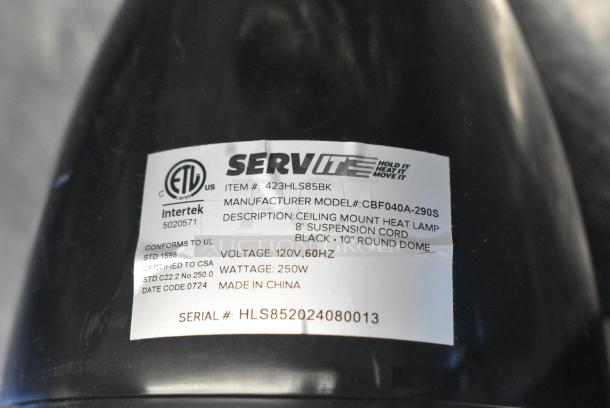 SERVIT HOLD IT HEAT IT MOVE IT
ETL
C US
Intertek
5020571
CONFORMS TO UL
STD.1598
CERTIFIED TO CSA
STD.C22.2 No.250.0
DATE CODE:0724
ITEM #: 423HLS85BK
MANUFACTURER MODEL#:CBF040A-290S
DESCRIPTION: CEILING MOUNT HEAT LAMP
8' SUSPENSION CORD
BLACK - 10" ROUND DOME
VOLTAGE: 120V,60HZ
WATTAGE: 250W
MADE IN CHINA
SERIAL #: HLS852024080013